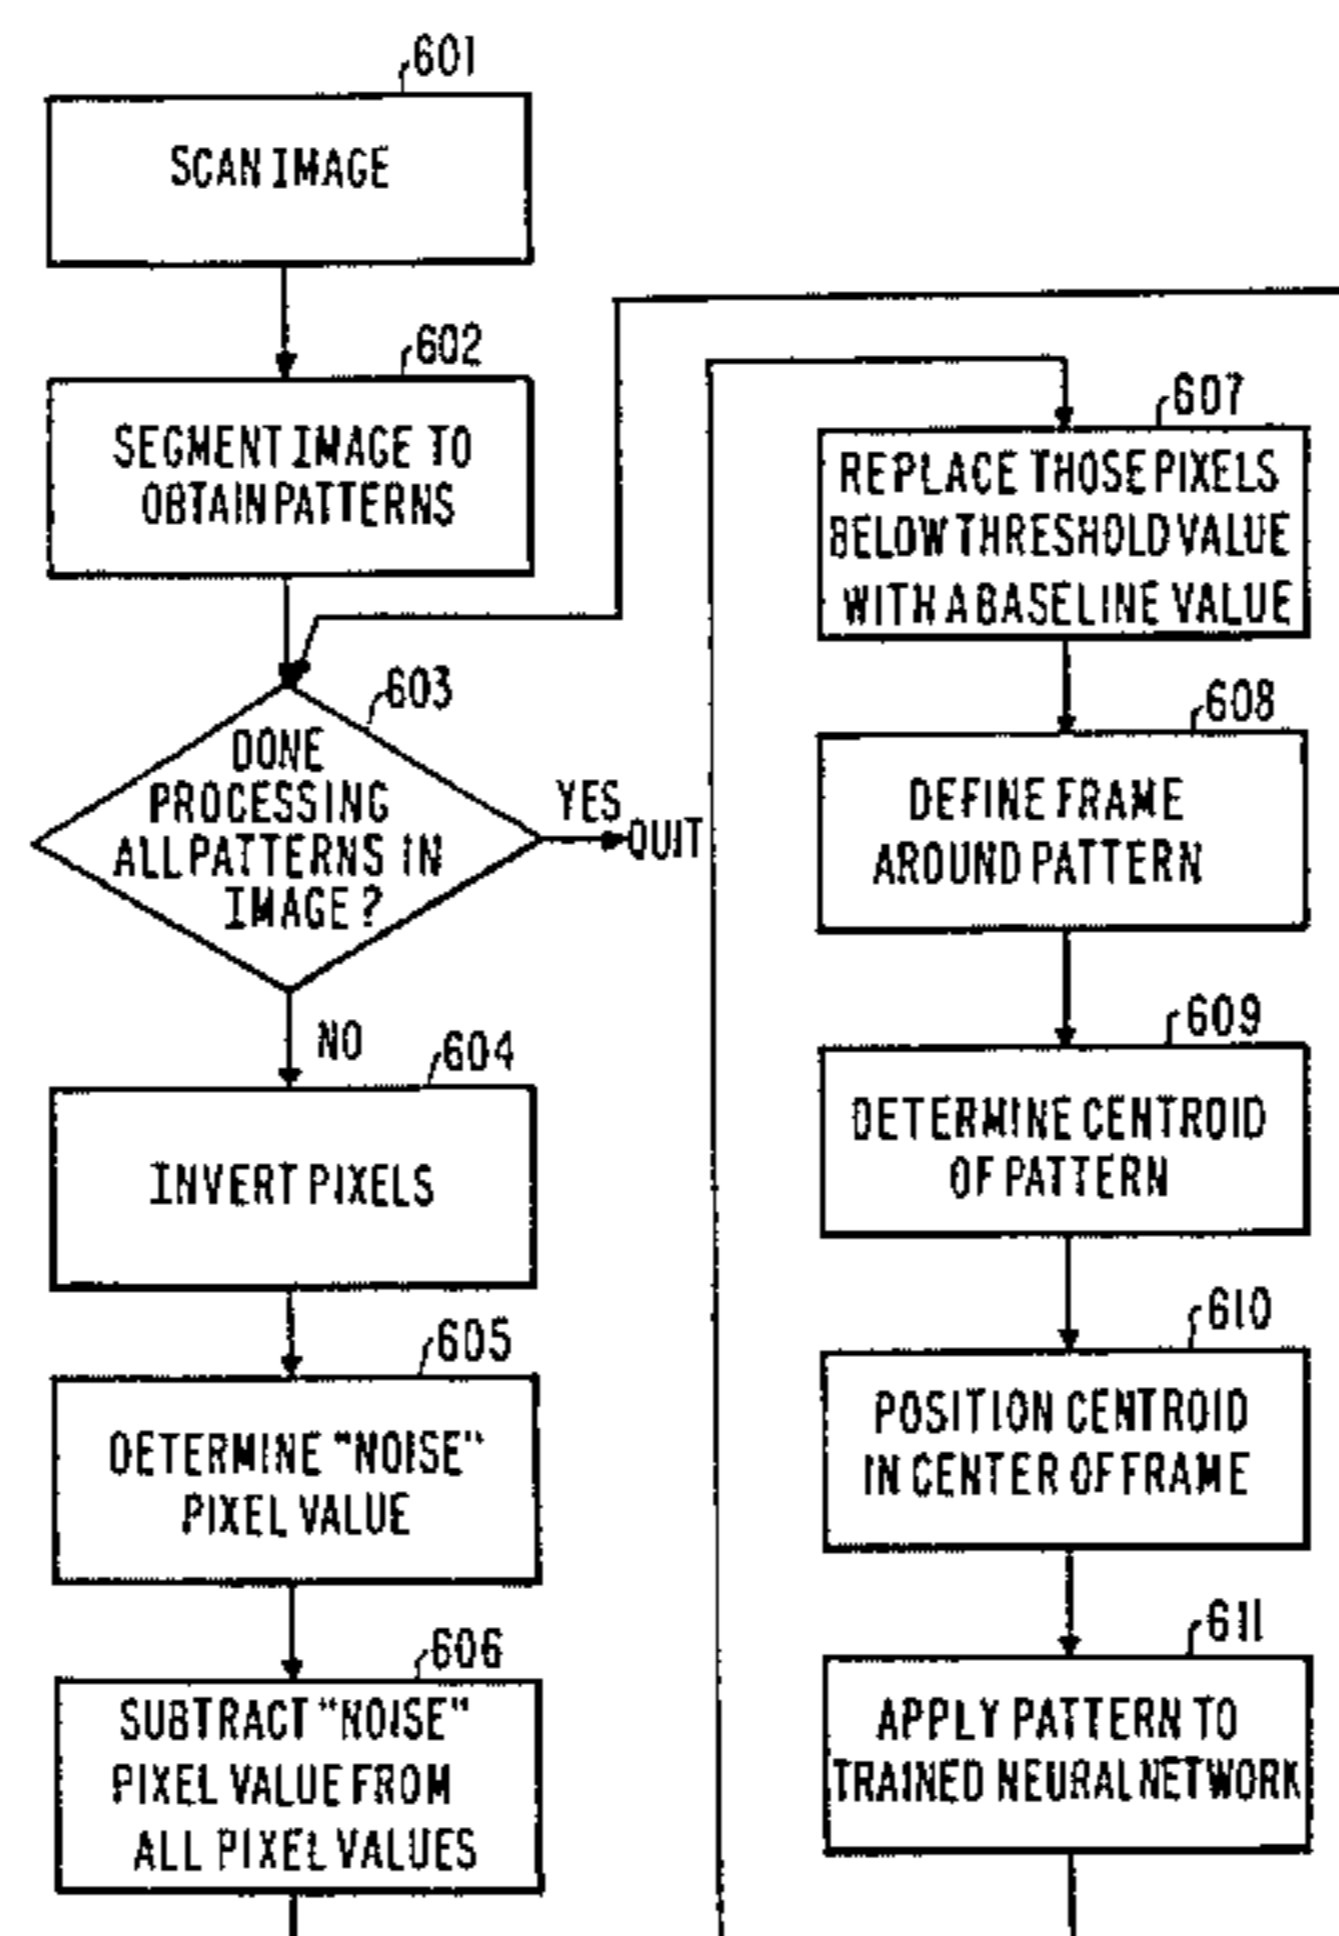 601
SCAN IMAGE
602
SEGMENT IMAGE TO
OBTAIN PATTERNS
603
DONE
PROCESSING
ALL PATTERNS IN
IMAGE?
YES
QUIT
NO
604
INVERT PIXELS
605
DETERMINE "NOISE"
PIXEL VALUE
606
SUBTRACT "NOISE"
PIXEL VALUE FROM
ALL PIXEL VALUES
607
REPLACE THOSE PIXELS
BELOW THRESHOLD VALUE
WITH A BASELINE VALUE
608
DEFINE FRAME
AROUND PATTERN
609
DETERMINE CENTROID
OF PATTERN
610
POSITION CENTROID
IN CENTER OF FRAME
611
APPLY PATTERN TO
TRAINED NEURAL NETWORK